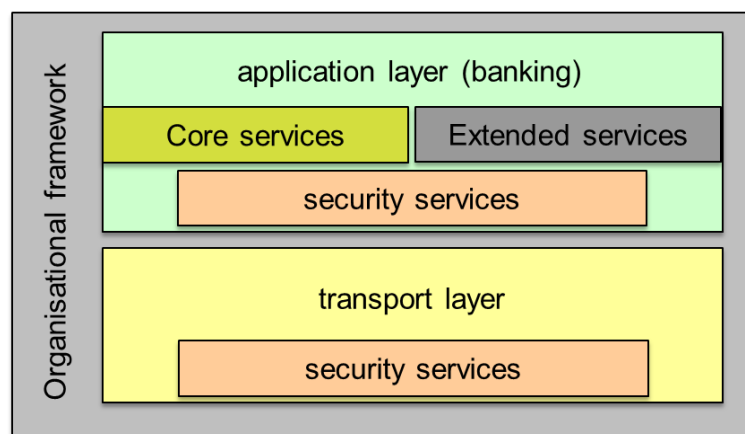 Organisational framework
application layer (banking)
Core services
Extended services
security services
transport layer
security services